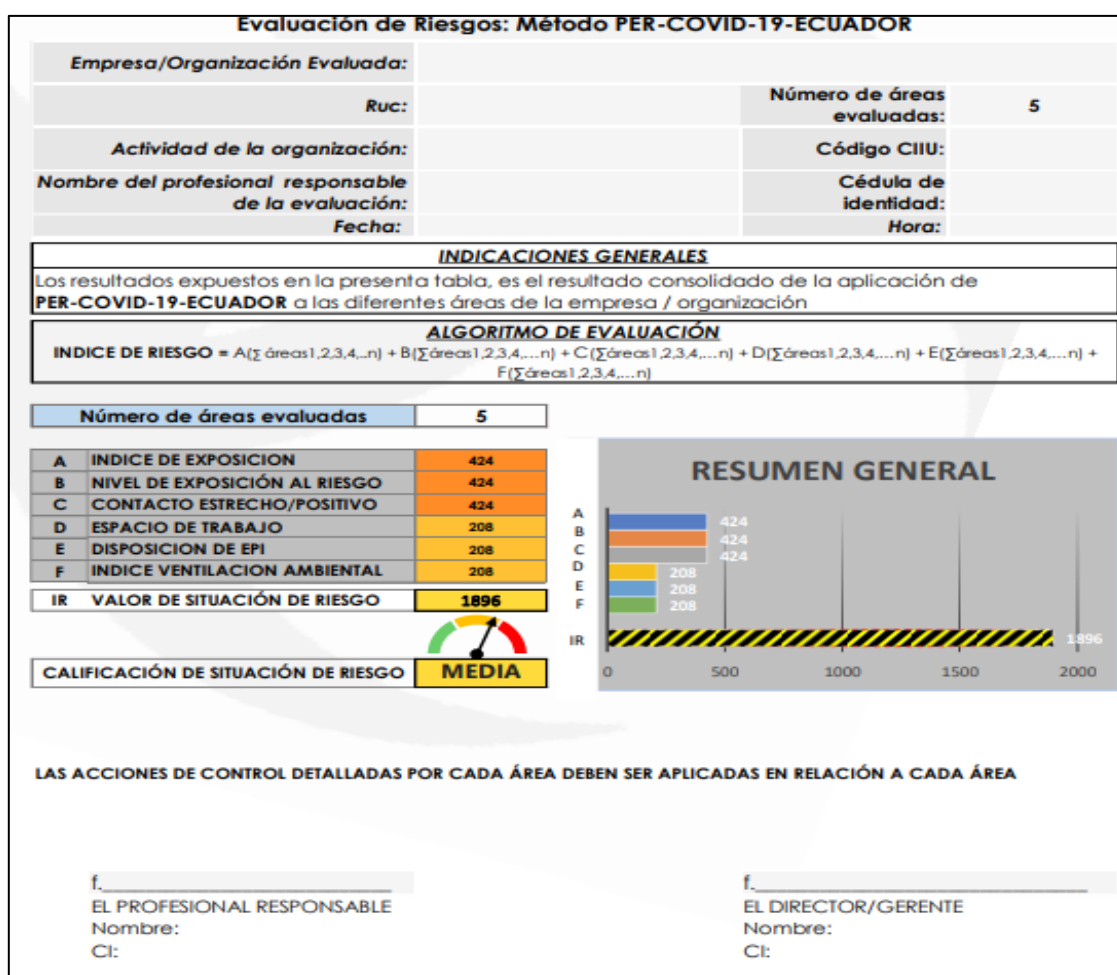 Evaluación de Riesgos: Método PER-COVID-19-ECUADOR
Empresa/Organización Evaluada:
Ruc:
Número de áreas evaluadas:
5
Actividad de la organización:
Código CIIU:
Nombre del profesional responsable de la evaluación:
Cédula de identidad:
Fecha:
Hora:
INDICACIONES GENERALES
Los resultados expuestos en la presenta tabla, es el resultado consolidado de la aplicación de
PER-COVID-19-ECUADOR a las diferentes áreas de la empresa / organización
ALGORITMO DE EVALUACIÓN
INDICE DE RIESGO = A(∑ áreas1,2,3,4,..n) + B(∑áreas1,2,3,4,...n) + C(∑áreas1,2,3,4,...n) + D(∑áreas1,2,3,4,...n) + E(∑áreas1,2,3,4,...n) +
F(∑áreas1,2,3,4,...n)
Número de áreas evaluadas 5
A INDICE DE EXPOSICION 424
B NIVEL DE EXPOSICIÓN AL RIESGO 424
C CONTACTO ESTRECHO/POSITIVO 424
D ESPACIO DE TRABAJO 208
E DISPOSICION DE EPI 208
F INDICE VENTILACION AMBIENTAL 208
IR VALOR DE SITUACIÓN DE RIESGO 1896
CALIFICACIÓN DE SITUACIÓN DE RIESGO MEDIA
RESUMEN GENERAL
A 424
B 424
C 424
D 208
E 208
F 208
IR 1896
0 500 1000 1500 2000
LAS ACCIONES DE CONTROL DETALLADAS POR CADA ÁREA DEBEN SER APLICADAS EN RELACIÓN A CADA ÁREA
f.____________________________
EL PROFESIONAL RESPONSABLE
Nombre:
CI:
f.________________________________
EL DIRECTOR/GERENTE
Nombre:
CI: